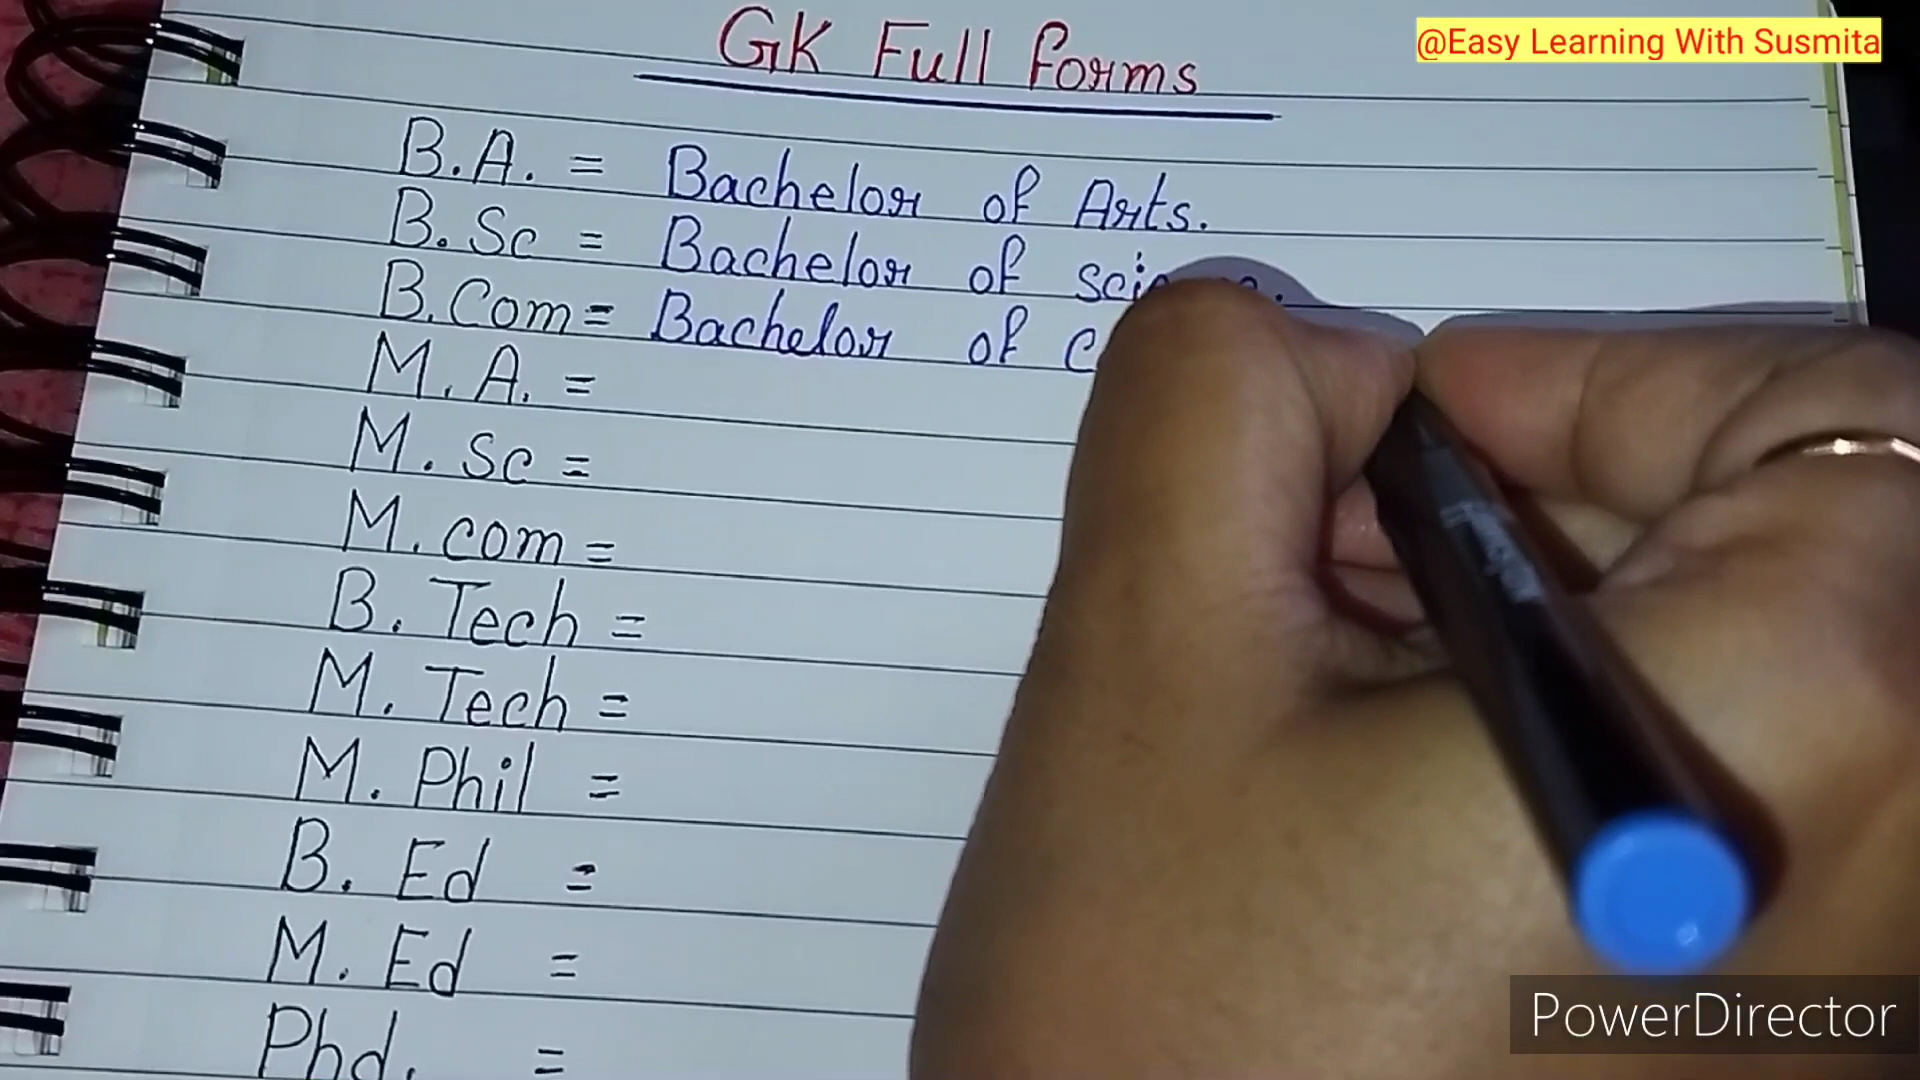 @Easy Learning With Susmita
GK Full forms
B.A. = Bachelor of Arts.
B.Sc = Bachelor of
B.Com = Bachelor of
M.A. =
M.Sc =
M.com =
B.Tech =
M.Tech =
M.Phil =
B.Ed =
M.Ed =
Phd. =
PowerDirector